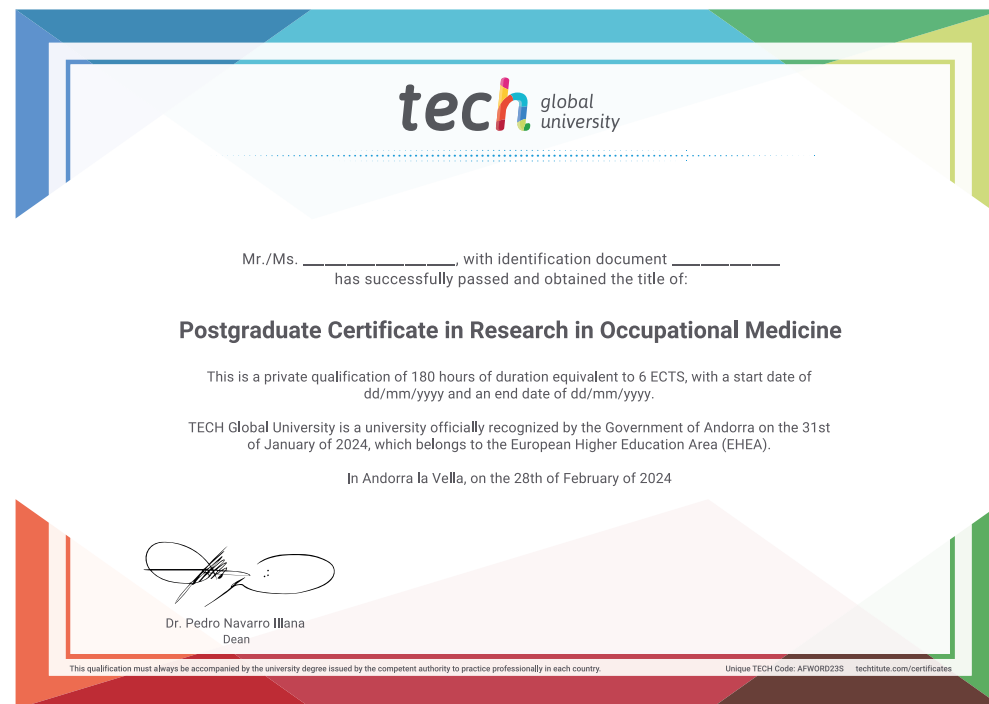 tech global
university
Mr./Ms. ____________________, with identification document ______________
has successfully passed and obtained the title of:
Postgraduate Certificate in Research in Occupational Medicine
This is a private qualification of 180 hours of duration equivalent to 6 ECTS, with a start date of
dd/mm/yyyy and an end date of dd/mm/yyyy.
TECH Global University is a university officially recognized by the Government of Andorra on the 31st
of January of 2024, which belongs to the European Higher Education Area (EHEA).
In Andorra la Vella, on the 28th of February of 2024
Dr. Pedro Navarro Illana
Dean
This qualification must always be accompanied by the university degree issued by the competent authority to practice professionally in each country.
Unique TECH Code: AFWORD23S techtitute.com/certificates